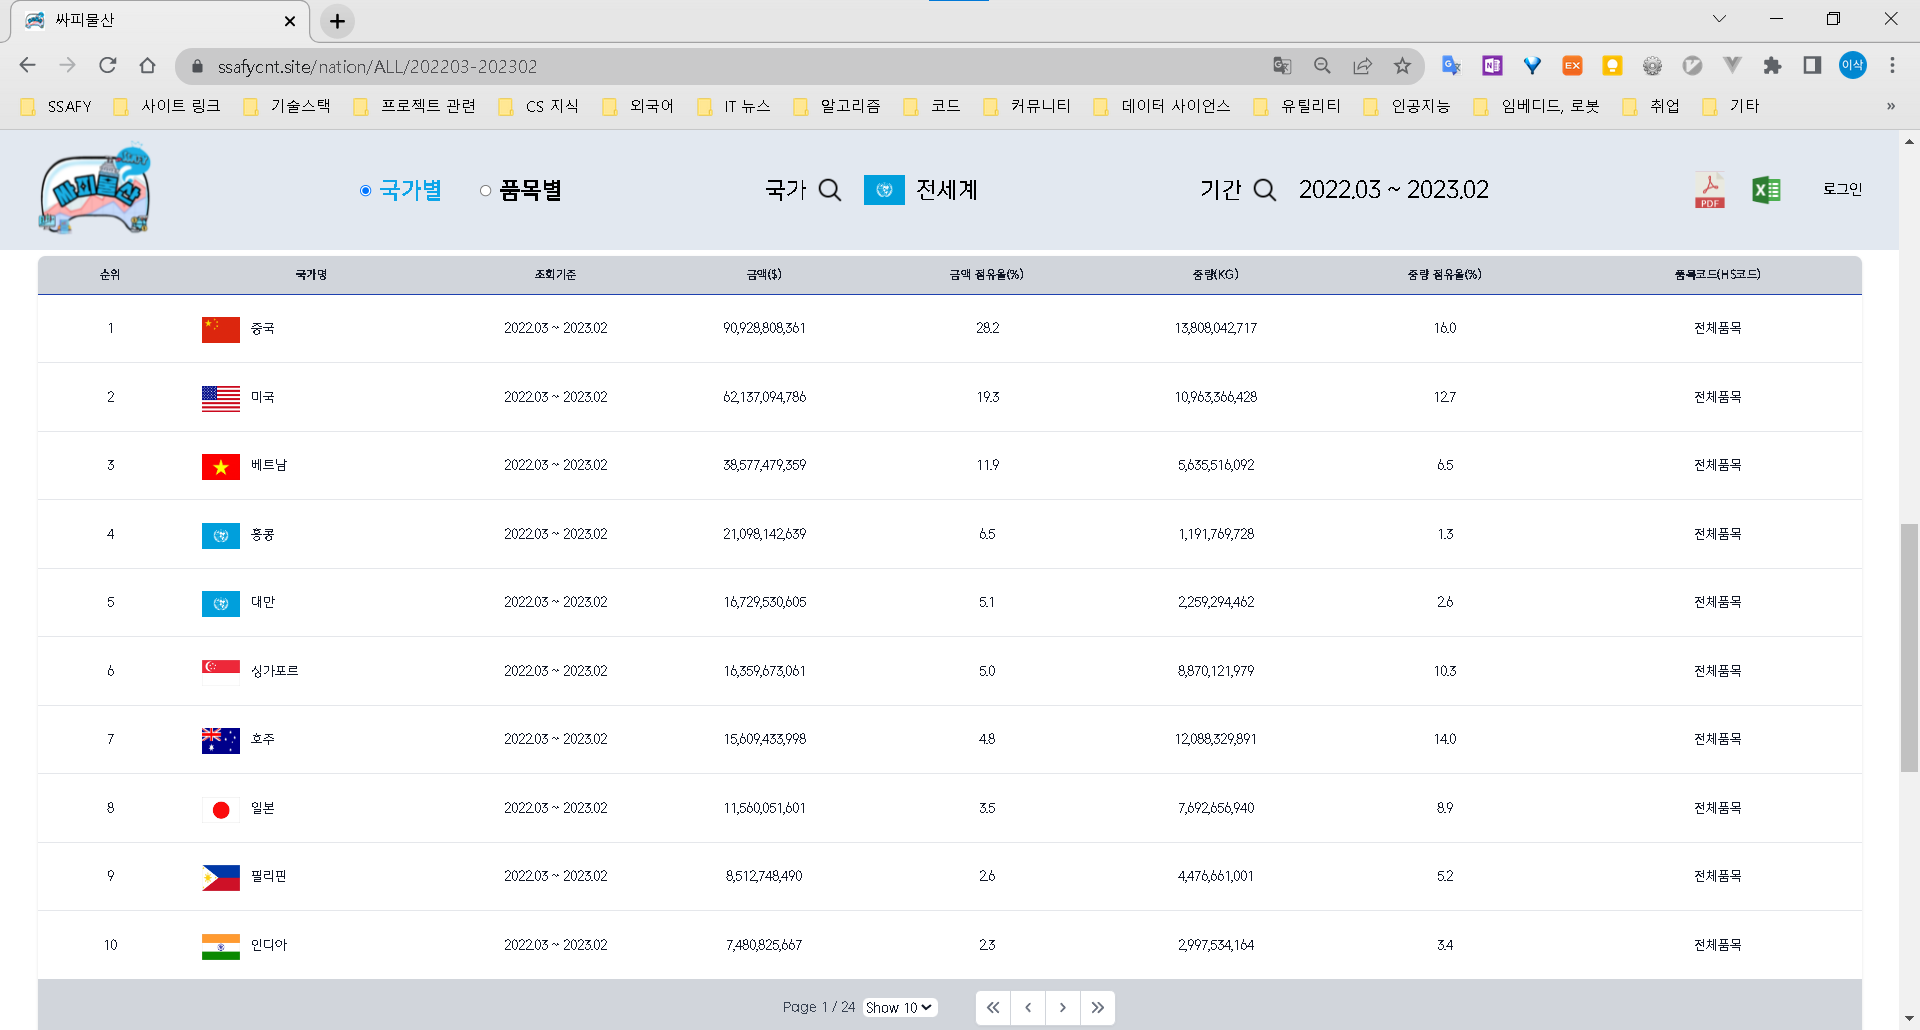 싸피물산
ssafycnt.site/nation/ALL/202203-202302
EX
이삭
SSAFY 사이트 링크 기술스택 프로젝트 관련 CS 지식 외국어 IT 뉴스 알고리즘 코드 커뮤니티 데이터 사이언스 유틸리티 인공지능 임베디드, 로봇 취업 기타 »
싸피물산
국가별 품목별 국가 전세계 기간 2022.03 ~ 2023.02 PDF 로그인
순위 국가명 조회기준 금액($) 금액 점유율(%) 중량(KG) 중량 점유율(%) 품목코드(HS코드)
1 중국 2022.03 ~ 2023.02 90,928,808,361 28.2 13,808,042,717 16.0 전체품목
2 미국 2022.03 ~ 2023.02 62,137,094,786 19.3 10,963,366,428 12.7 전체품목
3 베트남 2022.03 ~ 2023.02 38,577,479,359 11.9 5,635,516,092 6.5 전체품목
4 홍콩 2022.03 ~ 2023.02 21,098,142,639 6.5 1,191,769,728 1.3 전체품목
5 대만 2022.03 ~ 2023.02 16,729,530,605 5.1 2,259,294,462 2.6 전체품목
6 싱가포르 2022.03 ~ 2023.02 16,359,673,061 5.0 8,870,121,979 10.3 전체품목
7 호주 2022.03 ~ 2023.02 15,609,433,998 4.8 12,088,329,891 14.0 전체품목
8 일본 2022.03 ~ 2023.02 11,560,051,601 3.5 7,692,656,940 8.9 전체품목
9 필리핀 2022.03 ~ 2023.02 8,512,748,490 2.6 4,476,661,001 5.2 전체품목
10 인디아 2022.03 ~ 2023.02 7,480,825,667 2.3 2,997,534,164 3.4 전체품목
Page 1 / 24 Show 10